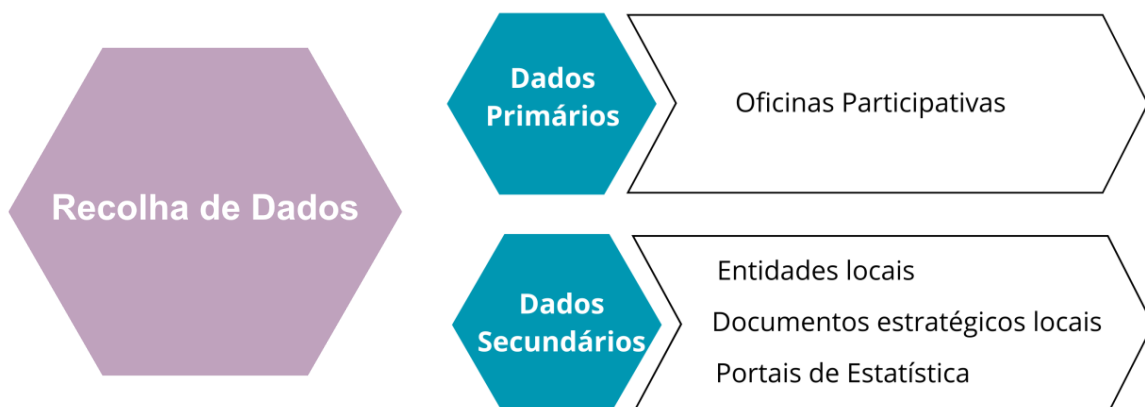 Recolha de Dados
Dados
Primários
Oficinas Participativas
Dados
Secundários
Entidades locais
Documentos estratégicos locais
Portais de Estatística